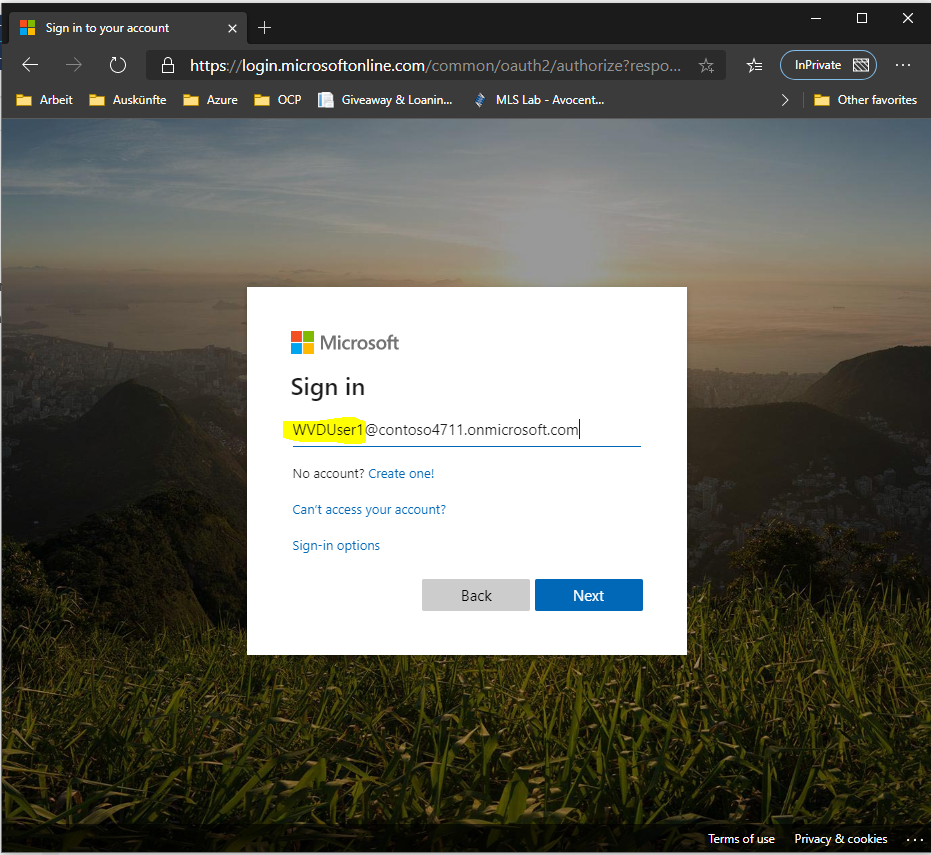 Sign in to your account
https://login.microsoftonline.com/common/oauth2/authorize?respo...
InPrivate
Arbeit
Auskünfte
Azure
OCP
Giveaway & Loanin...
MLS Lab - Avocent...
Other favorites
Microsoft
Sign in
WVDUser1@contoso4711.onmicrosoft.com
No account? Create one!
Can't access your account?
Sign-in options
Back
Next
Terms of use
Privacy & cookies
...